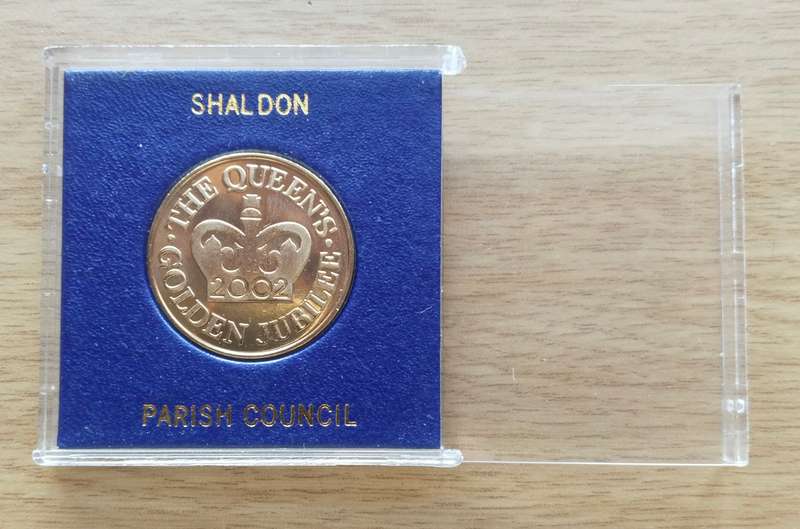 SHALDON
THE QUEEN'S
2002
GOLDEN JUBILEE
PARISH COUNCIL